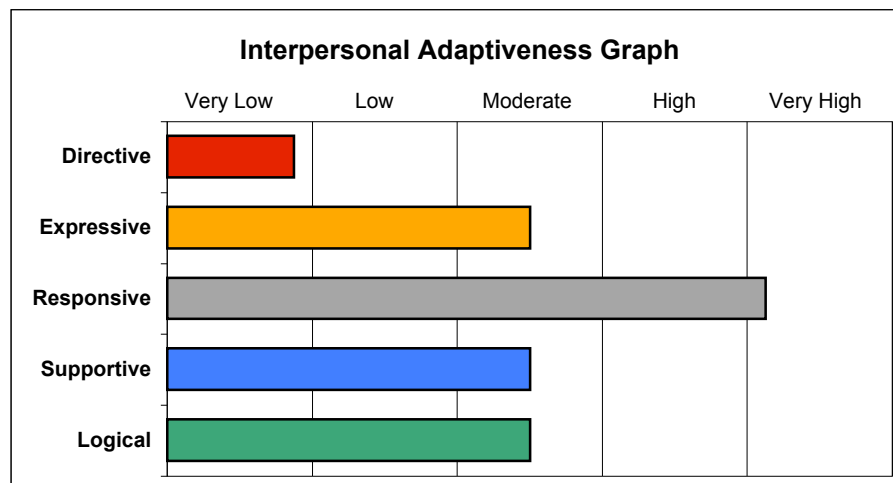 Interpersonal Adaptiveness Graph
Very Low Low Moderate High Very High
Directive
Expressive
Responsive
Supportive
Logical